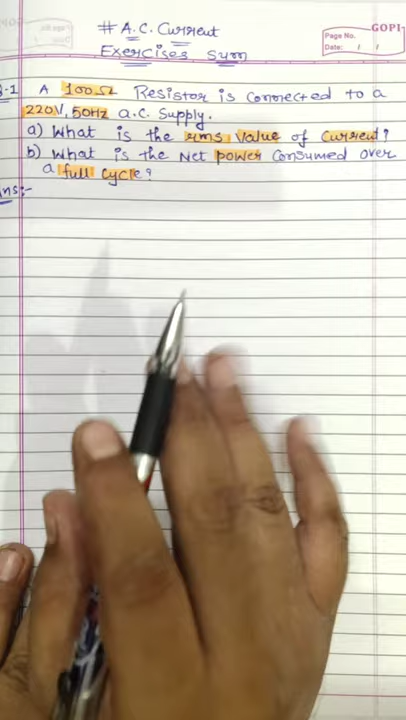 # A.C. Current
Exercises sum
GOPI
Page No.
Date: / /
Q-1 A 100Ω Resistor is connected to a
220V, 50Hz a.c. Supply.
a) What is the rms value of current?
b) What is the Net power consumed over
a full cycle?
Ans:-